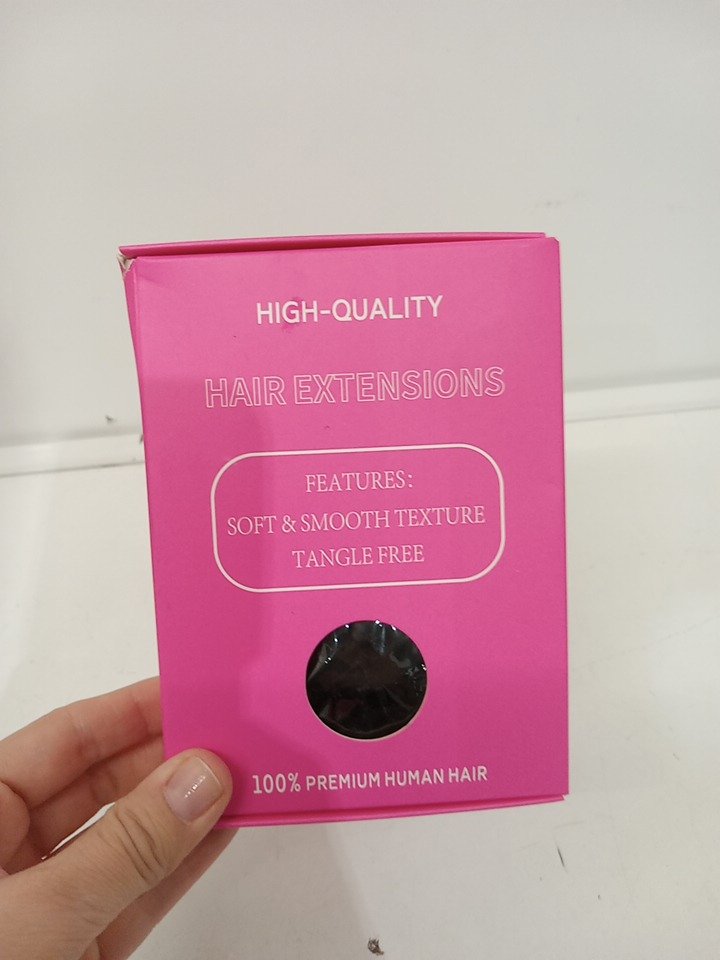 HIGH-QUALITY
HAIR EXTENSIONS
FEATURES:
SOFT & SMOOTH TEXTURE
TANGLE FREE
100% PREMIUM HUMAN HAIR